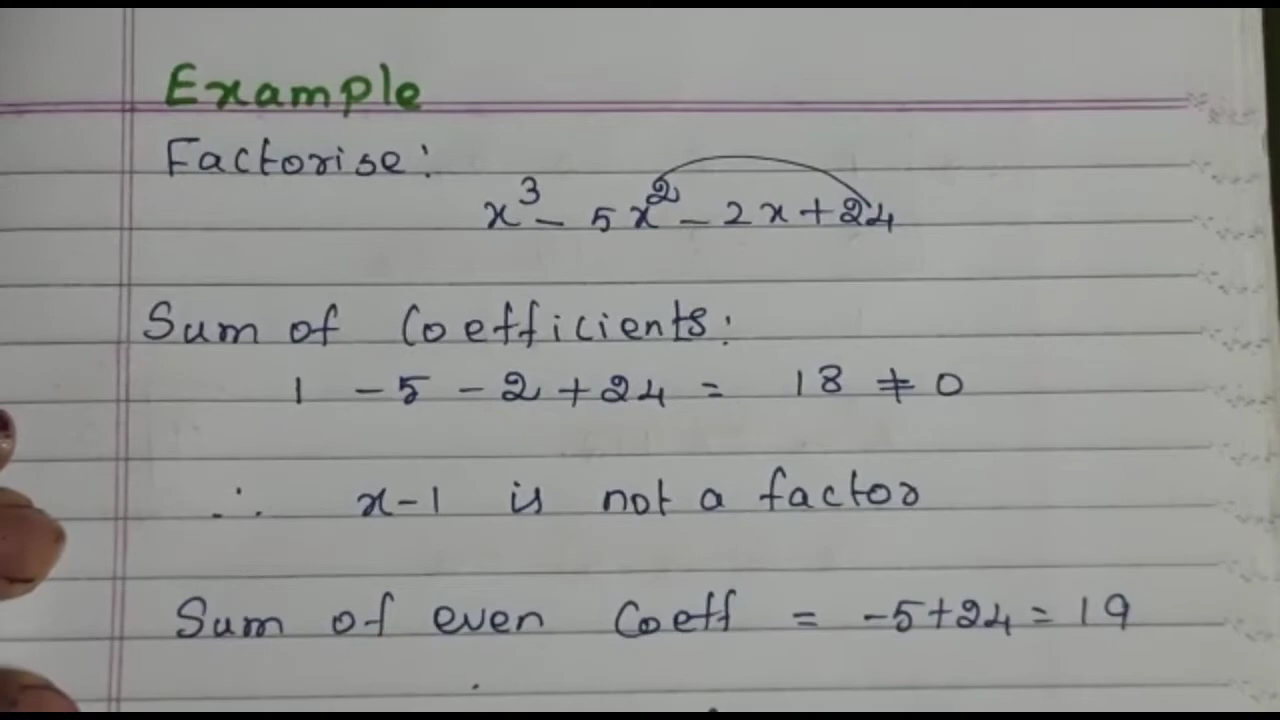 Example
Factorise:
x³ - 5x² - 2x + 24
Sum of Coefficients:
1 - 5 - 2 + 24 = 18 ≠ 0
∴ x-1 is not a factor
Sum of even Coeff = -5+24 = 19